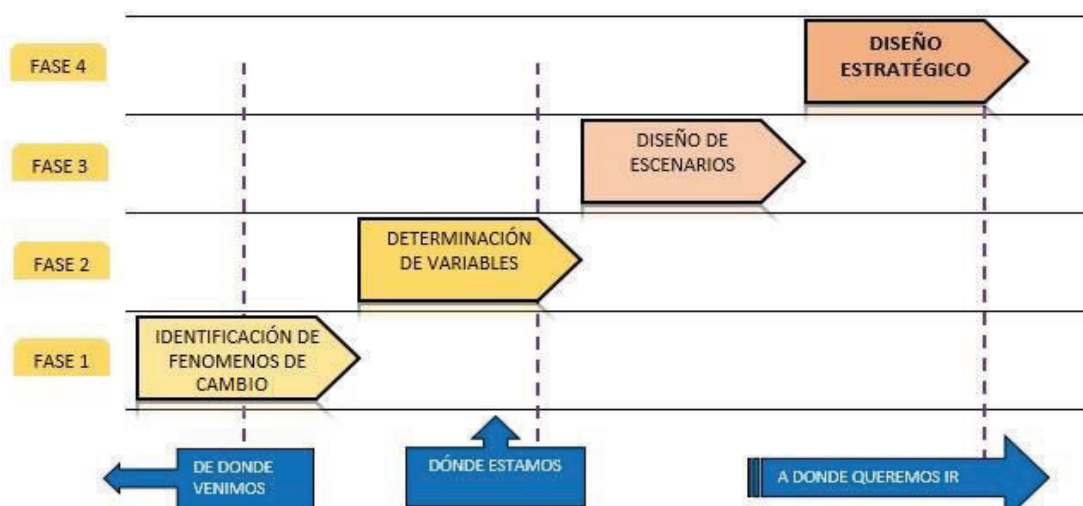 FASE 4
DISEÑO
ESTRATÉGICO
FASE 3
DISEÑO DE
ESCENARIOS
FASE 2
DETERMINACIÓN
DE VARIABLES
FASE 1
IDENTIFICACIÓN DE
FENOMENOS DE
CAMBIO
DE DONDE
VENIMOS
DÓNDE ESTAMOS
A DONDE QUEREMOS IR